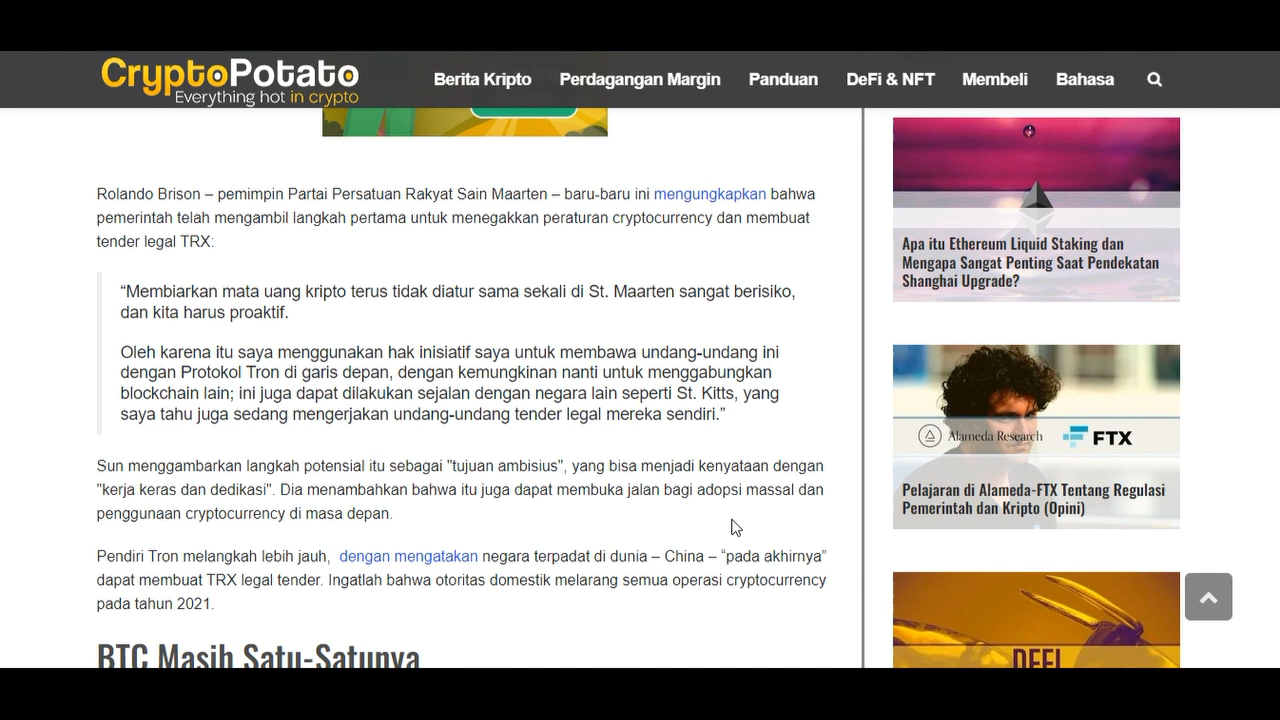 CryptoPotato
Everything hot in crypto
Berita Kripto
Perdagangan Margin
Panduan
DeFi & NFT
Membeli
Bahasa
Rolando Brison – pemimpin Partai Persatuan Rakyat Sain Maarten – baru-baru ini mengungkapkan bahwa
pemerintah telah mengambil langkah pertama untuk menegakkan peraturan cryptocurrency dan membuat
tender legal TRX:
“Membiarkan mata uang kripto terus tidak diatur sama sekali di St. Maarten sangat berisiko,
dan kita harus proaktif.
Oleh karena itu saya menggunakan hak inisiatif saya untuk membawa undang-undang ini
dengan Protokol Tron di garis depan, dengan kemungkinan nanti untuk menggabungkan
blockchain lain; ini juga dapat dilakukan sejalan dengan negara lain seperti St. Kitts, yang
saya tahu juga sedang mengerjakan undang-undang tender legal mereka sendiri.”
Sun menggambarkan langkah potensial itu sebagai "tujuan ambisius", yang bisa menjadi kenyataan dengan
"kerja keras dan dedikasi". Dia menambahkan bahwa itu juga dapat membuka jalan bagi adopsi massal dan
penggunaan cryptocurrency di masa depan.
Pendiri Tron melangkah lebih jauh, dengan mengatakan negara terpadat di dunia – China – “pada akhirnya”
dapat membuat TRX legal tender. Ingatlah bahwa otoritas domestik melarang semua operasi cryptocurrency
pada tahun 2021.
BTC Masih Satu-Satunya
Apa itu Ethereum Liquid Staking dan
Mengapa Sangat Penting Saat Pendekatan
Shanghai Upgrade?
Alameda Research
FTX
Pelajaran di Alameda-FTX Tentang Regulasi
Pemerintah dan Kripto (Opini)